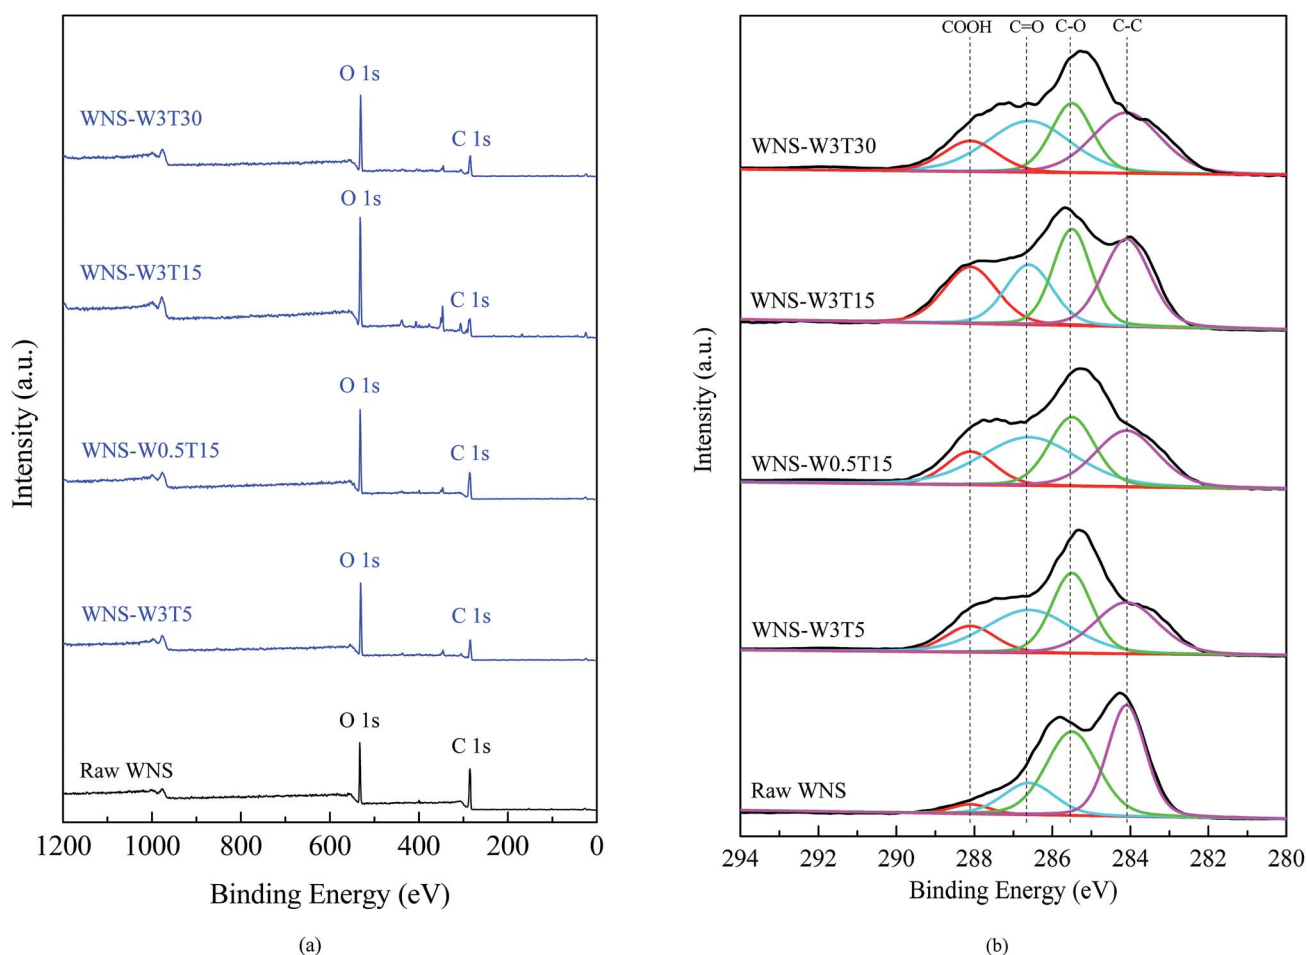 O 1s
WNS-W3T30
C 1s
O 1s
WNS-W3T15
C 1s
O 1s
WNS-W0.5T15
C 1s
O 1s
WNS-W3T5
C 1s
O 1s
C 1s
Raw WNS
Intensity (a.u.)
1200 1000 800 600 400 200 0
Binding Energy (eV)
(a)
COOH C=O C-O C-C
WNS-W3T30
WNS-W3T15
WNS-W0.5T15
WNS-W3T5
Raw WNS
Intensity (a.u.)
294 292 290 288 286 284 282 280
Binding Energy (eV)
(b)